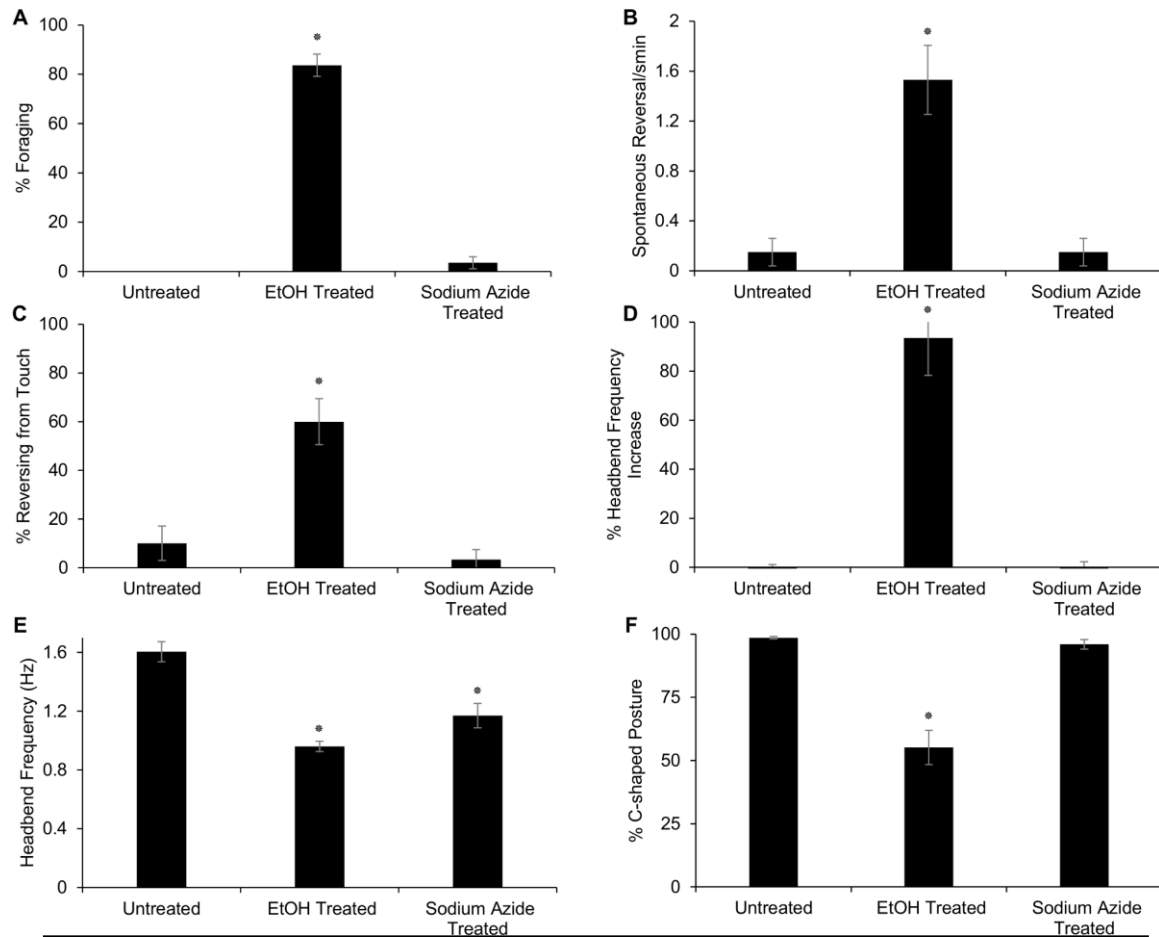 A
% Foraging
100
80
60
40
20
0
Untreated
EtOH Treated
Sodium Azide
Treated
B
Spontaneous Reversal/smin
2
1.6
1.2
0.8
0.4
0
Untreated
EtOH Treated
Sodium Azide
Treated
C
% Reversing from Touch
100
80
60
40
20
0
Untreated
EtOH Treated
Sodium Azide
Treated
D
% Headbend Frequency
Increase
100
80
60
40
20
0
Untreated
EtOH Treated
Sodium Azide
Treated
E
Headbend Frequency (Hz)
1.6
1.2
0.8
0.4
0
Untreated
EtOH Treated
Sodium Azide
Treated
F
% C-shaped Posture
100
75
50
25
0
Untreated
EtOH Treated
Sodium Azide
Treated